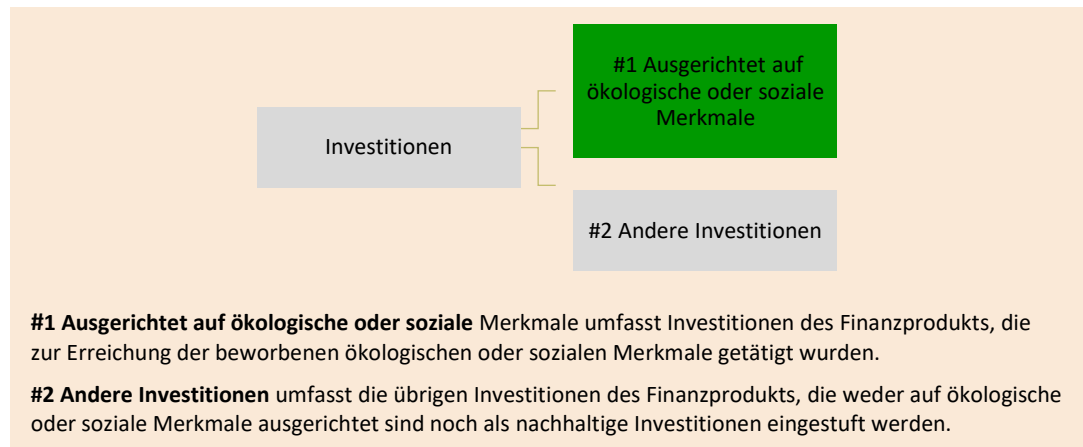 #1 Ausgerichtet auf
ökologische oder soziale
Merkmale
Investitionen
#2 Andere Investitionen
#1 Ausgerichtet auf ökologische oder soziale Merkmale umfasst Investitionen des Finanzprodukts, die
zur Erreichung der beworbenen ökologischen oder sozialen Merkmale getätigt wurden.
#2 Andere Investitionen umfasst die übrigen Investitionen des Finanzprodukts, die weder auf ökologische
oder soziale Merkmale ausgerichtet sind noch als nachhaltige Investitionen eingestuft werden.